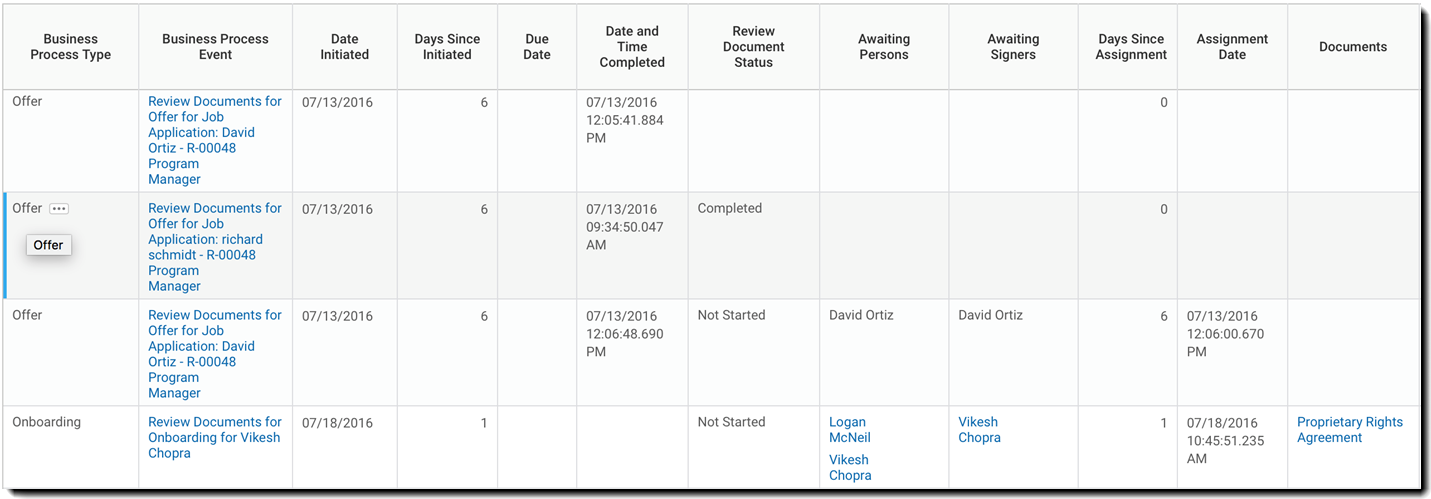 Business
Process Type
Business Process
Event
Date
Initiated
Days Since
Initiated
Due
Date
Date and
Time
Completed
Review
Document
Status
Awaiting
Persons
Awaiting
Signers
Days Since
Assignment
Assignment
Date
Documents
Offer
Review Documents for
Offer for Job
Application: David
Ortiz - R-00048
Program
Manager
07/13/2016
6
07/13/2016
12:05:41.884
PM
0
Offer
Offer
Review Documents for
Offer for Job
Application: richard
schmidt - R-00048
Program
Manager
07/13/2016
6
07/13/2016
09:34:50.047
AM
Completed
0
Offer
Review Documents for
Offer for Job
Application: David
Ortiz - R-00048
Program
Manager
07/13/2016
6
07/13/2016
12:06:48.690
PM
Not Started
David Ortiz
David Ortiz
6
07/13/2016
12:06:00.670
PM
Onboarding
Review Documents for
Onboarding for Vikesh
Chopra
07/18/2016
1
Not Started
Logan
McNeil
Vikesh
Chopra
Vikesh
Chopra
1
07/18/2016
10:45:51.235
AM
Proprietary Rights
Agreement